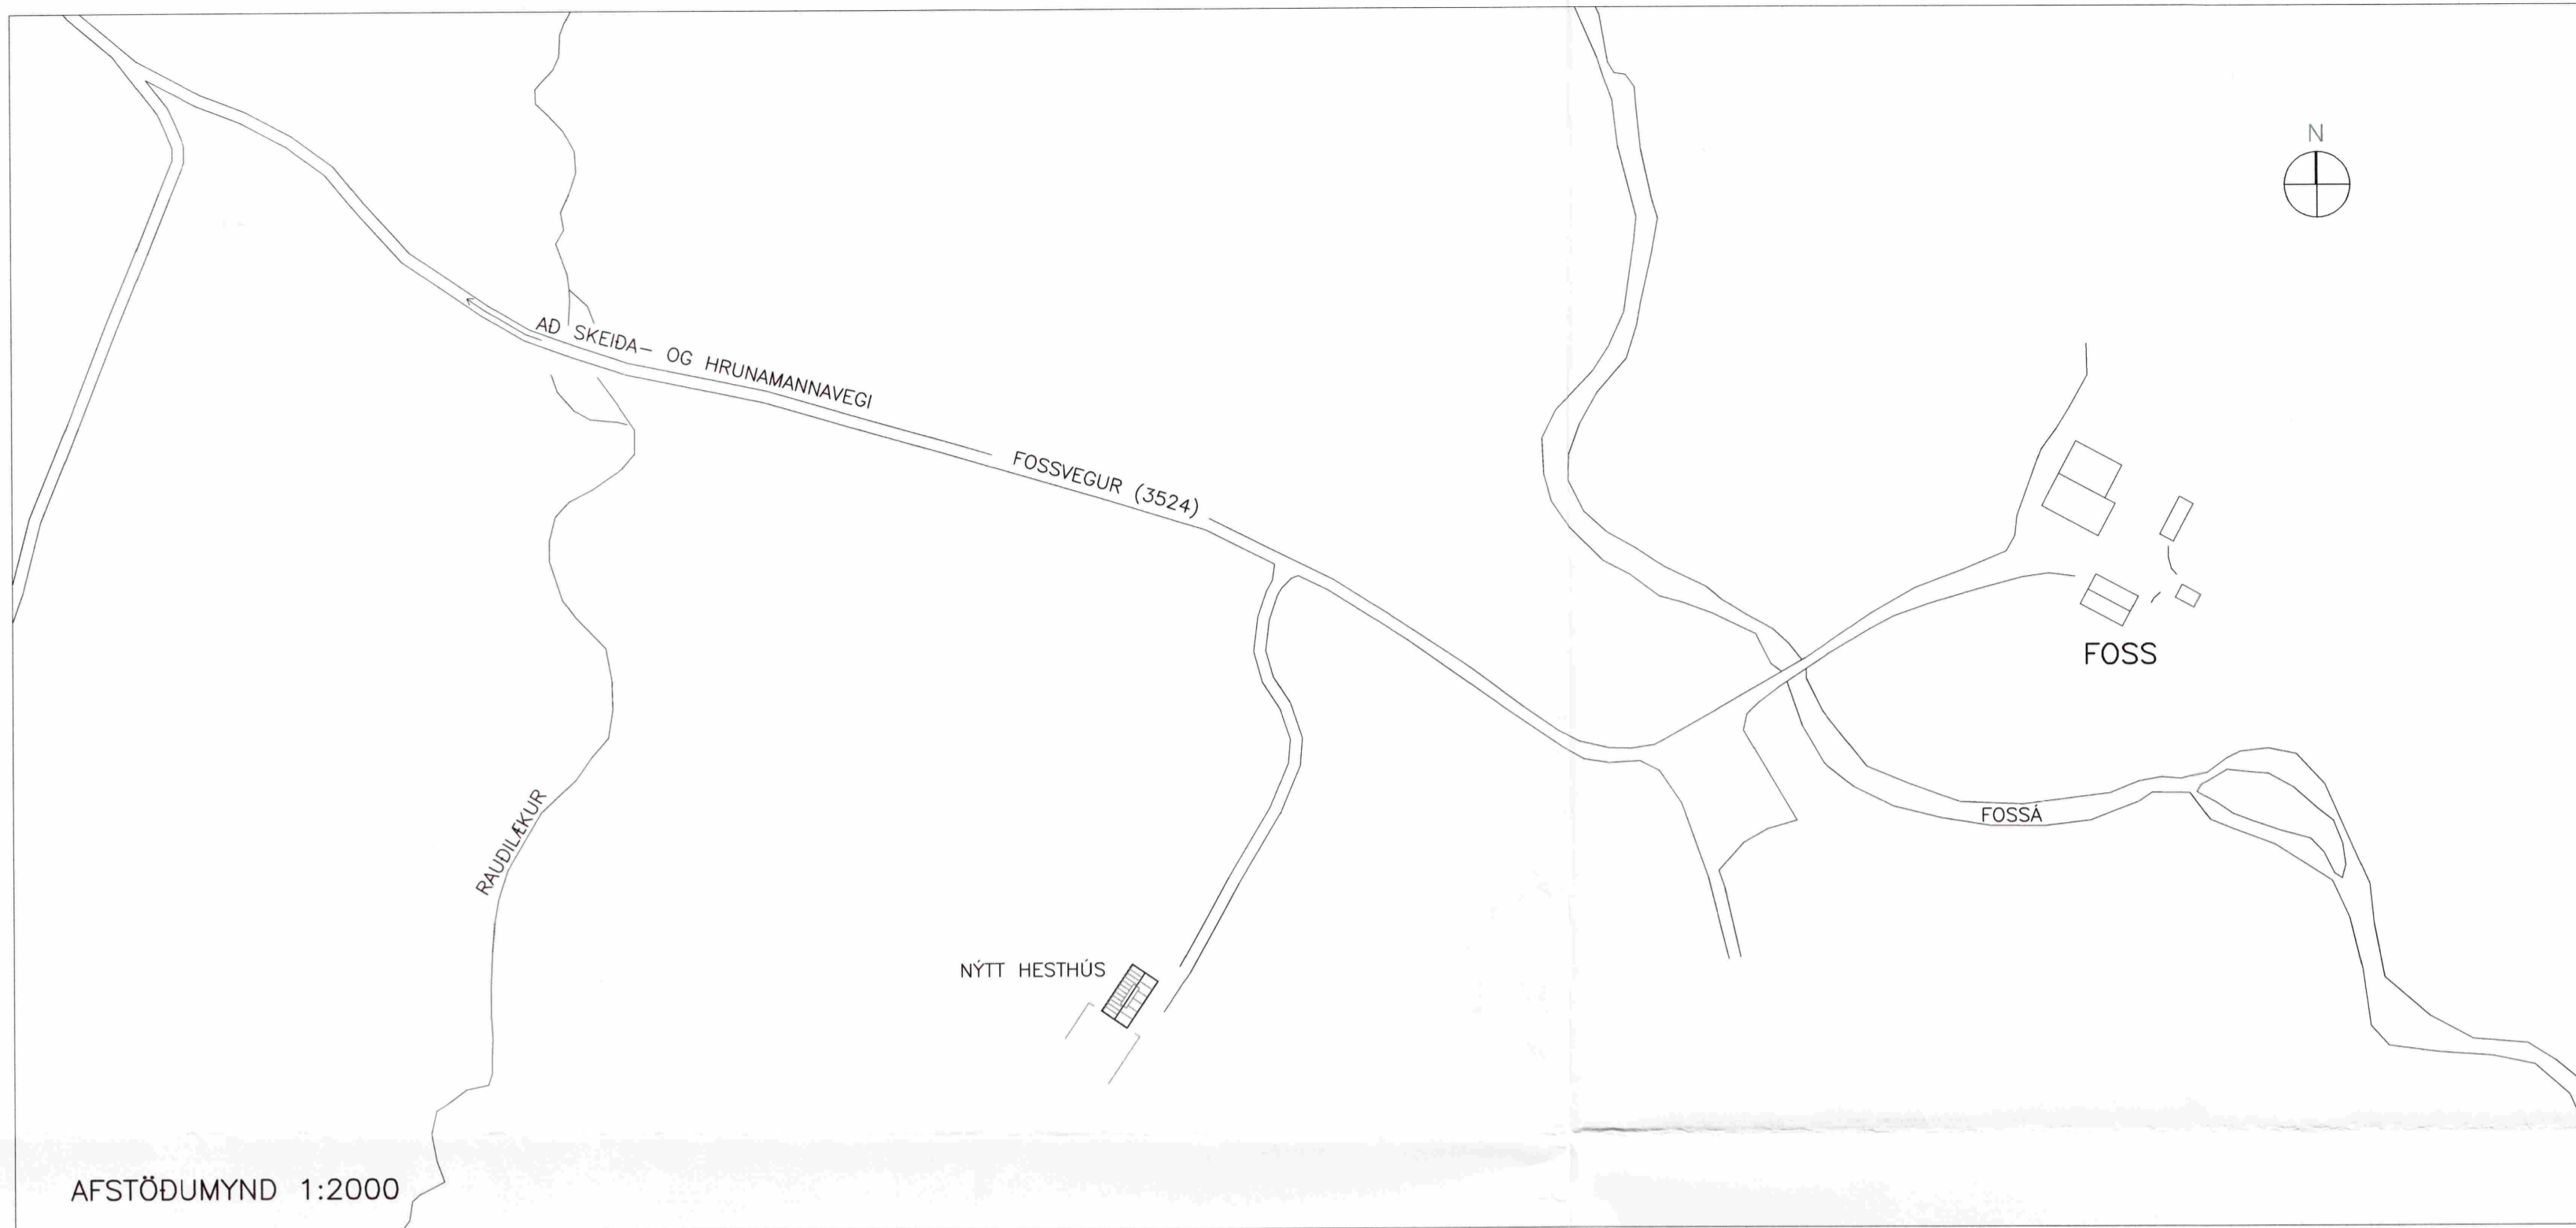 N
AÐ SKEIÐA- OG HRUNAMANNAVEGI
FOSSVEGUR (3524)
FOSS
RAUÐILÆKUR
FOSSÁ
NÝTT HESTHÚS
AFSTÖÐUMYND 1:2000